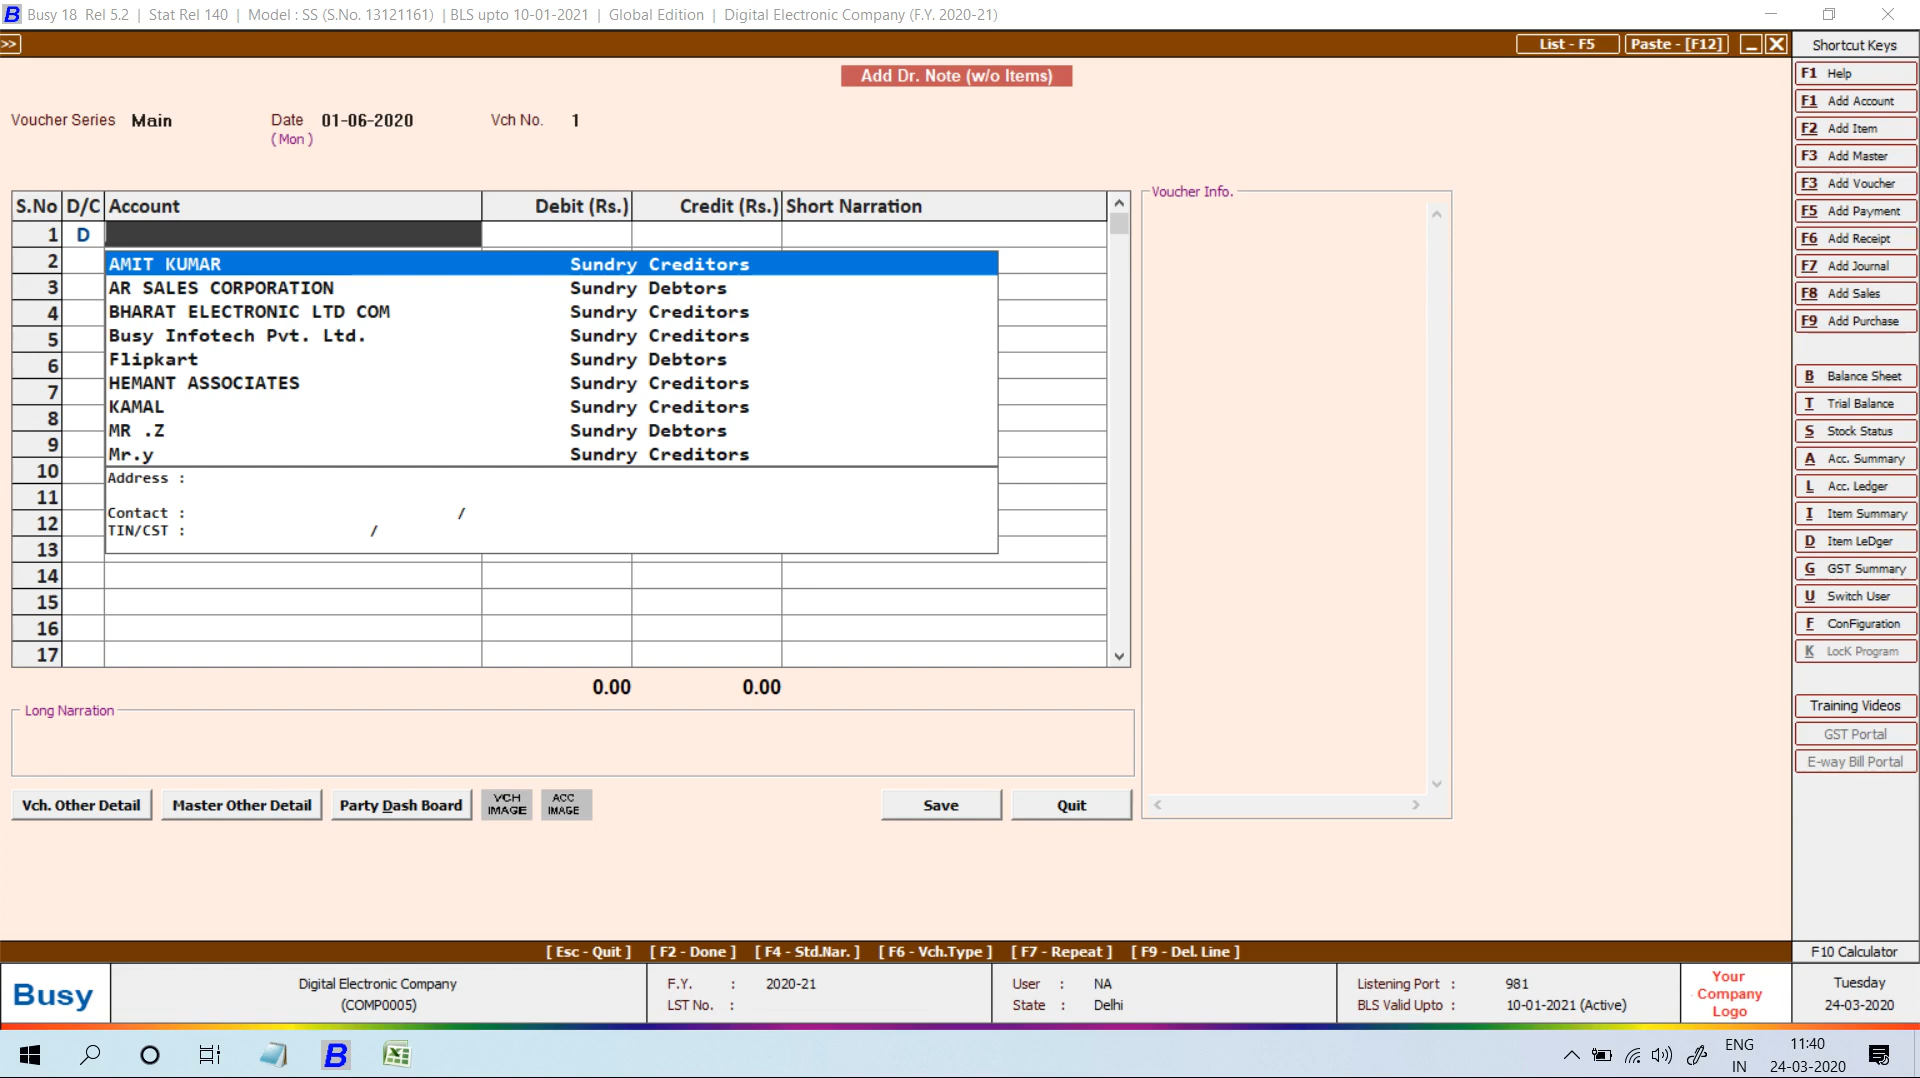 Busy 18 Rel 5.2 | Stat Rel 140 | Model : SS (S.No. 13121161) | BLS upto 10-01-2021 | Global Edition | Digital Electronic Company (F.Y. 2020-21)
>> List - F5 Paste - [F12] Shortcut Keys
Add Dr. Note (w/o Items)
Voucher Series Main Date 01-06-2020 Vch No. 1
( Mon )
S.No D/C Account Debit (Rs.) Credit (Rs.) Short Narration
1 D
2 AMIT KUMAR Sundry Creditors
3 AR SALES CORPORATION Sundry Debtors
4 BHARAT ELECTRONIC LTD COM Sundry Creditors
5 Busy Infotech Pvt. Ltd. Sundry Creditors
6 Flipkart Sundry Debtors
7 HEMANT ASSOCIATES Sundry Creditors
8 KAMAL Sundry Creditors
9 MR .Z Sundry Debtors
10 Mr.y Sundry Creditors
Address :
11
Contact : /
12
TIN/CST : /
13
14
15
16
17
0.00 0.00
Long Narration
Vch. Other Detail Master Other Detail Party Dash Board VCH IMAGE ACC IMAGE Save Quit
Voucher Info.
F1 Help
F1 Add Account
F2 Add Item
F3 Add Master
F3 Add Voucher
F5 Add Payment
F6 Add Receipt
F7 Add Journal
F8 Add Sales
F9 Add Purchase
B Balance Sheet
T Trial Balance
S Stock Status
A Acc. Summary
L Acc. Ledger
I Item Summary
D Item LeDger
G GST Summary
U Switch User
F ConFiguration
K LocK Program
Training Videos
GST Portal
E-way Bill Portal
[ Esc - Quit ] [ F2 - Done ] [ F4 - Std.Nar. ] [ F6 - Vch.Type ] [ F7 - Repeat ] [ F9 - Del. Line ] F10 Calculator
Busy
Digital Electronic Company
(COMP0005)
F.Y. : 2020-21
LST No. :
User : NA
State : Delhi
Listening Port : 981
BLS Valid Upto : 10-01-2021 (Active)
Your
Company
Logo
Tuesday
24-03-2020
B
ENG
IN
11:40
24-03-2020